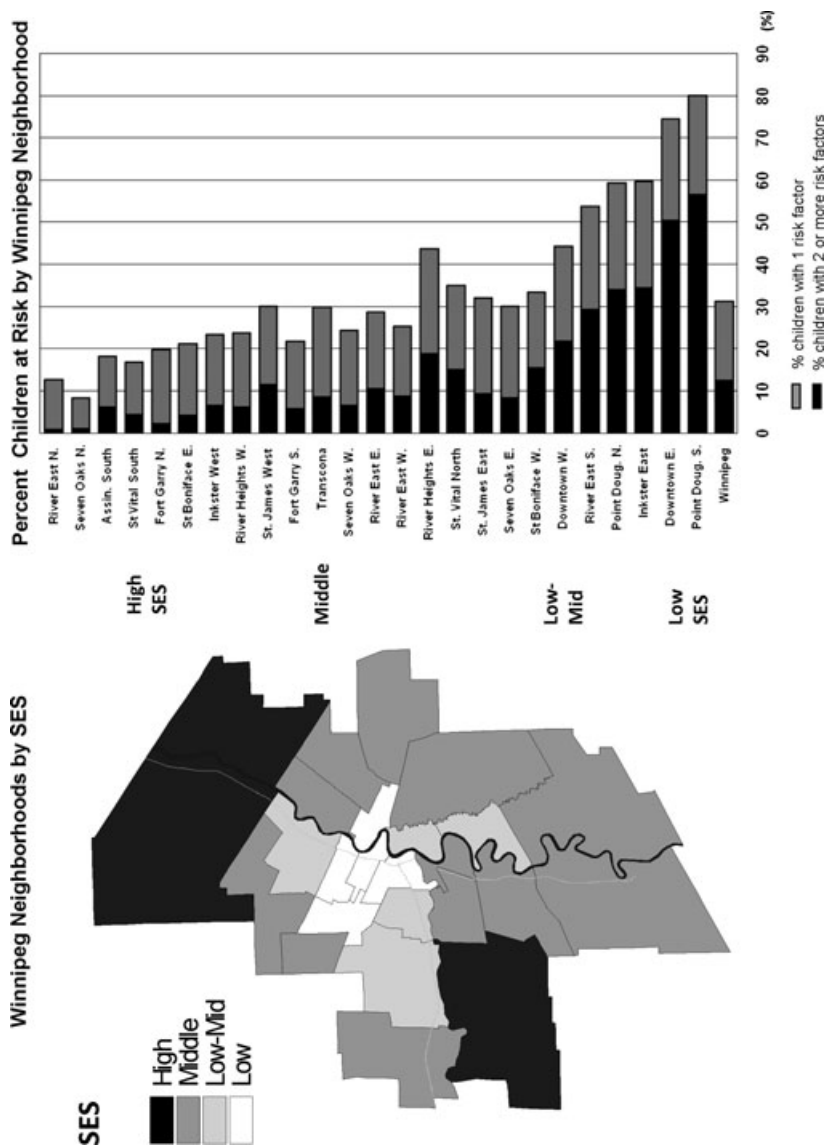 Winnipeg Neighborhoods by SES
SES
High
Middle
Low-Mid
Low
Percent Children at Risk by Winnipeg Neighborhood
High
SES
Middle
Low-
Mid
Low
SES
River East N.
Seven Oaks N.
Assin. South
St Vital South
Fort Garry N.
St Boniface E.
Inkster West
River Heights W.
St. James West
Fort Garry S.
Transcona
Seven Oaks W.
River East E.
River East W.
River Heights E.
St. Vital North
St. James East
Seven Oaks E.
St Boniface W.
Downtown W.
River East S.
Point Doug. N.
Inkster East
Downtown E.
Point Doug. S.
Winnipeg
0 10 20 30 40 50 60 70 80 90 (%)
% children with 1 risk factor
% children with 2 or more risk factors